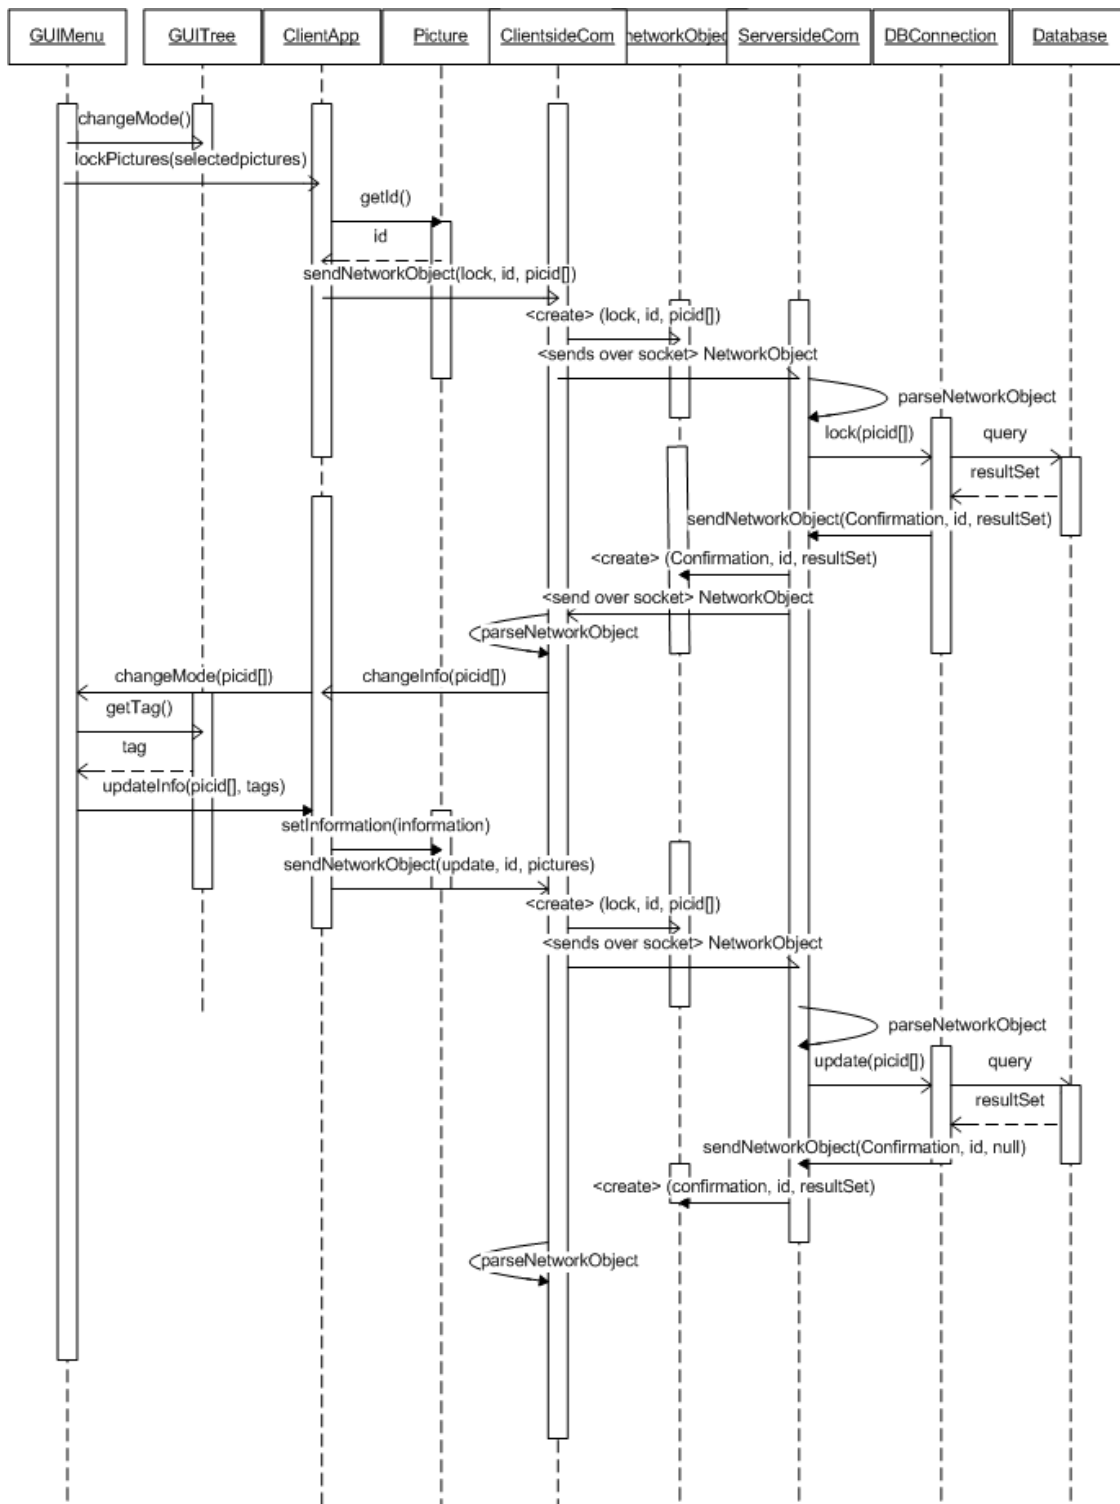 GUIMenu
GUITree
ClientApp
Picture
ClientsideCom
networkObjec
ServersideCom
DBConnection
Database
changeMode()
lockPictures(selectedpictures)
getId()
id
sendNetworkObject(lock, id, picid[])
<create> (lock, id, picid[])
<sends over socket> NetworkObject
parseNetworkObject
lock(picid[])
query
resultSet
sendNetworkObject(Confirmation, id, resultSet)
<create> (Confirmation, id, resultSet)
<send over socket> NetworkObject
parseNetworkObject
changeMode(picid[])
changeInfo(picid[])
getTag()
tag
updateInfo(picid[], tags)
setInformation(information)
sendNetworkObject(update, id, pictures)
<create> (lock, id, picid[])
<sends over socket> NetworkObject
parseNetworkObject
update(picid[])
query
resultSet
sendNetworkObject(Confirmation, id, null)
<create> (confirmation, id, resultSet)
parseNetworkObject